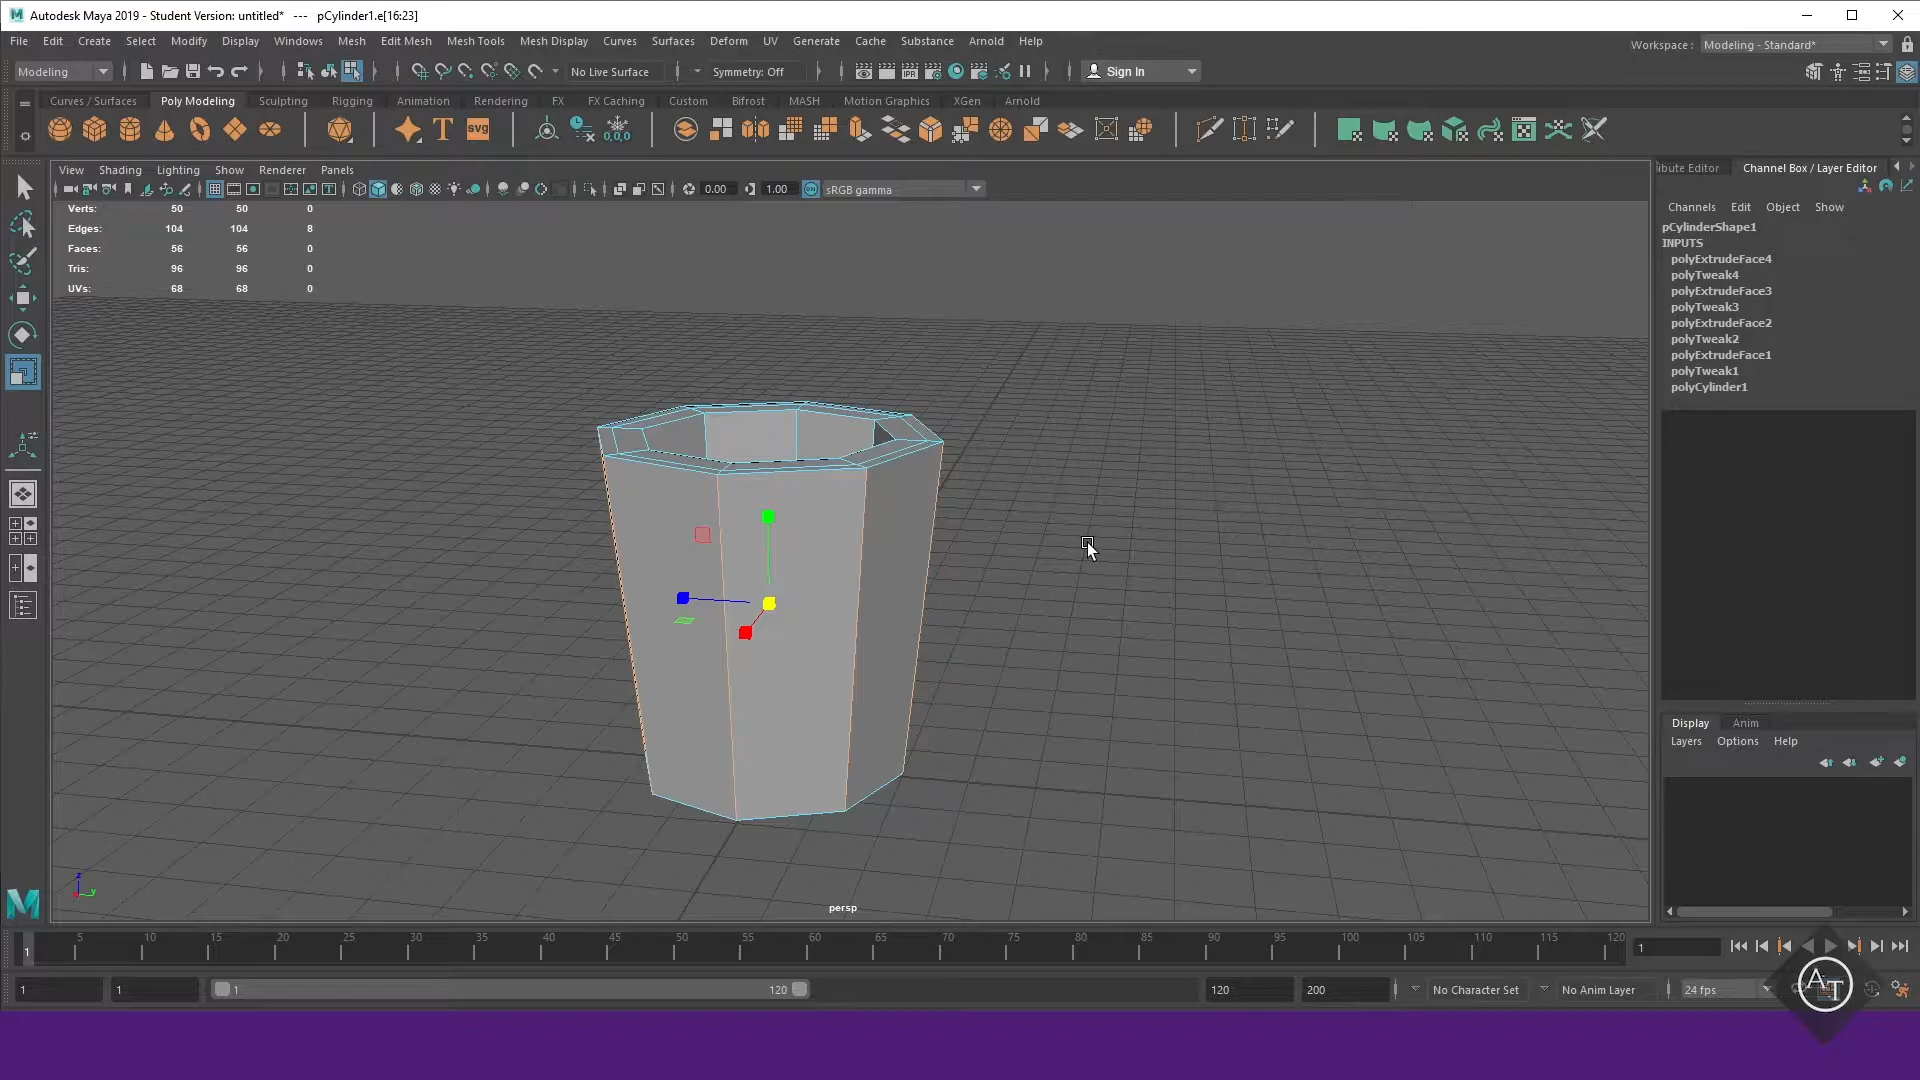 Autodesk Maya 2019 - Student Version: untitled*   ---   pCylinder1.e[16:23]
File Edit Create Select Modify Display Windows Mesh Edit Mesh Mesh Tools Mesh Display Curves Surfaces Deform UV Generate Cache Substance Arnold Help
Workspace : Modeling - Standard*
Modeling No Live Surface Symmetry: Off IPR Sign In
Curves / Surfaces Poly Modeling Sculpting Rigging Animation Rendering FX FX Caching Custom Bifrost MASH Motion Graphics XGen Arnold
T svg 0,0,0
View Shading Lighting Show Renderer Panels
0.00 1.00 ON sRGB gamma
ibute Editor Channel Box / Layer Editor
Channels Edit Object Show
Verts: 50 50 0
Edges: 104 104 8
Faces: 56 56 0
Tris: 96 96 0
UVs: 68 68 0
pCylinderShape1
INPUTS
polyExtrudeFace4
polyTweak4
polyExtrudeFace3
polyTweak3
polyExtrudeFace2
polyTweak2
polyExtrudeFace1
polyTweak1
polyCylinder1
Display Anim
Layers Options Help
z
y
persp
M
5 10 15 20 25 30 35 40 45 50 55 60 65 70 75 80 85 90 95 100 105 110 115 120
1 1
1 1 1 120 120 200 No Character Set No Anim Layer 24 fps
AT